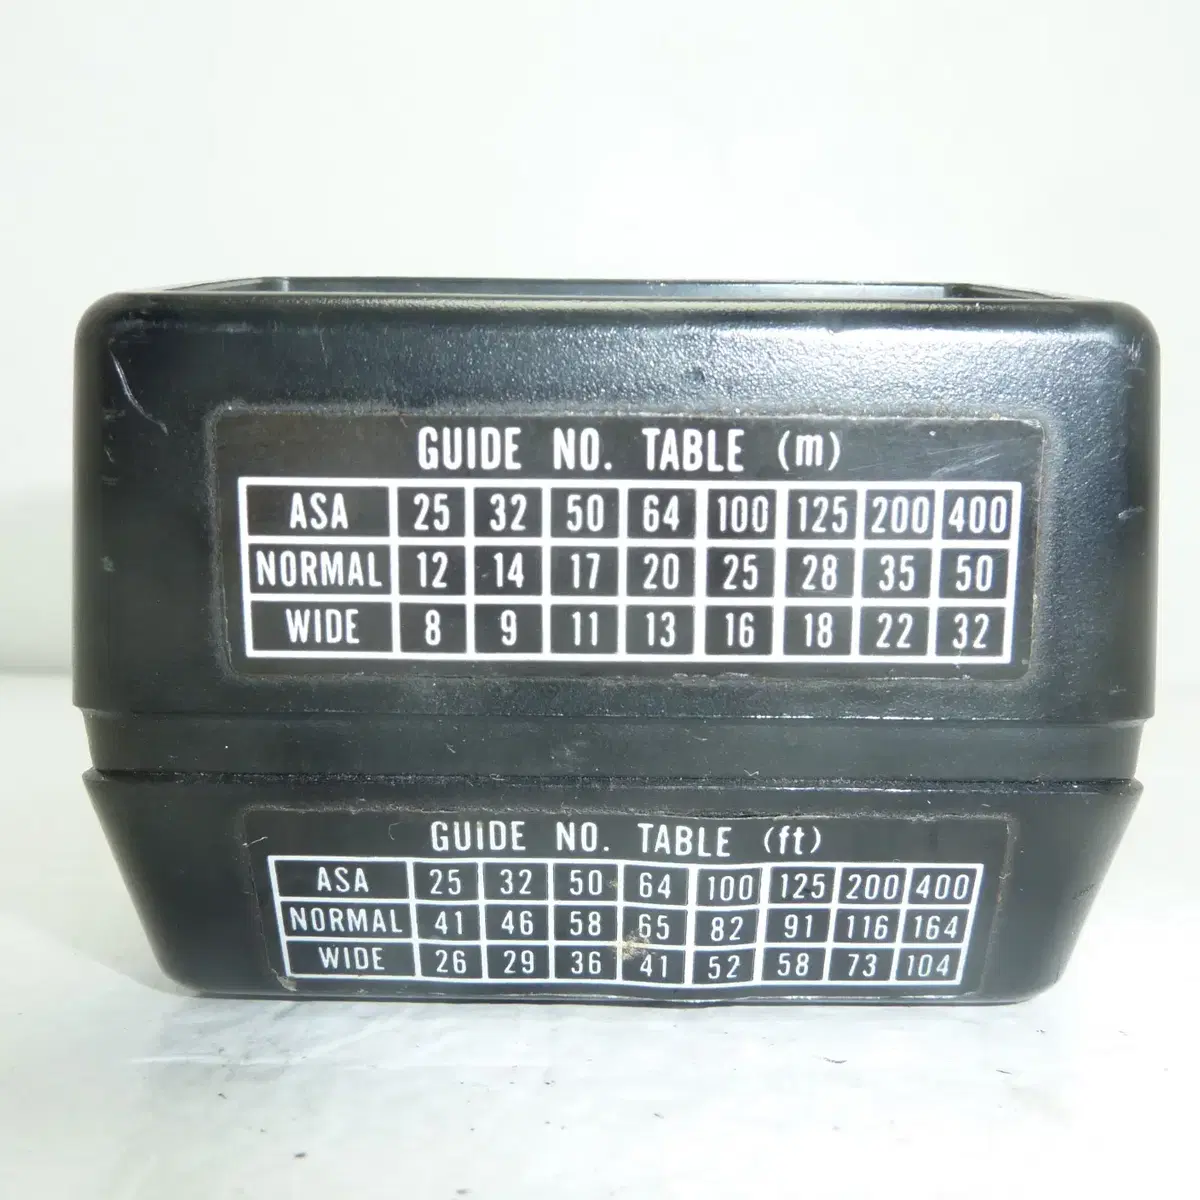 GUIDE NO. TABLE (m)
ASA 25 32 50 64 100 125 200 400
NORMAL 12 14 17 20 25 28 35 50
WIDE 8 9 11 13 16 18 22 32
GUIDE NO. TABLE (ft)
ASA 25 32 50 64 100 125 200 400
NORMAL 41 46 58 65 82 91 116 164
WIDE 26 29 36 41 52 58 73 104